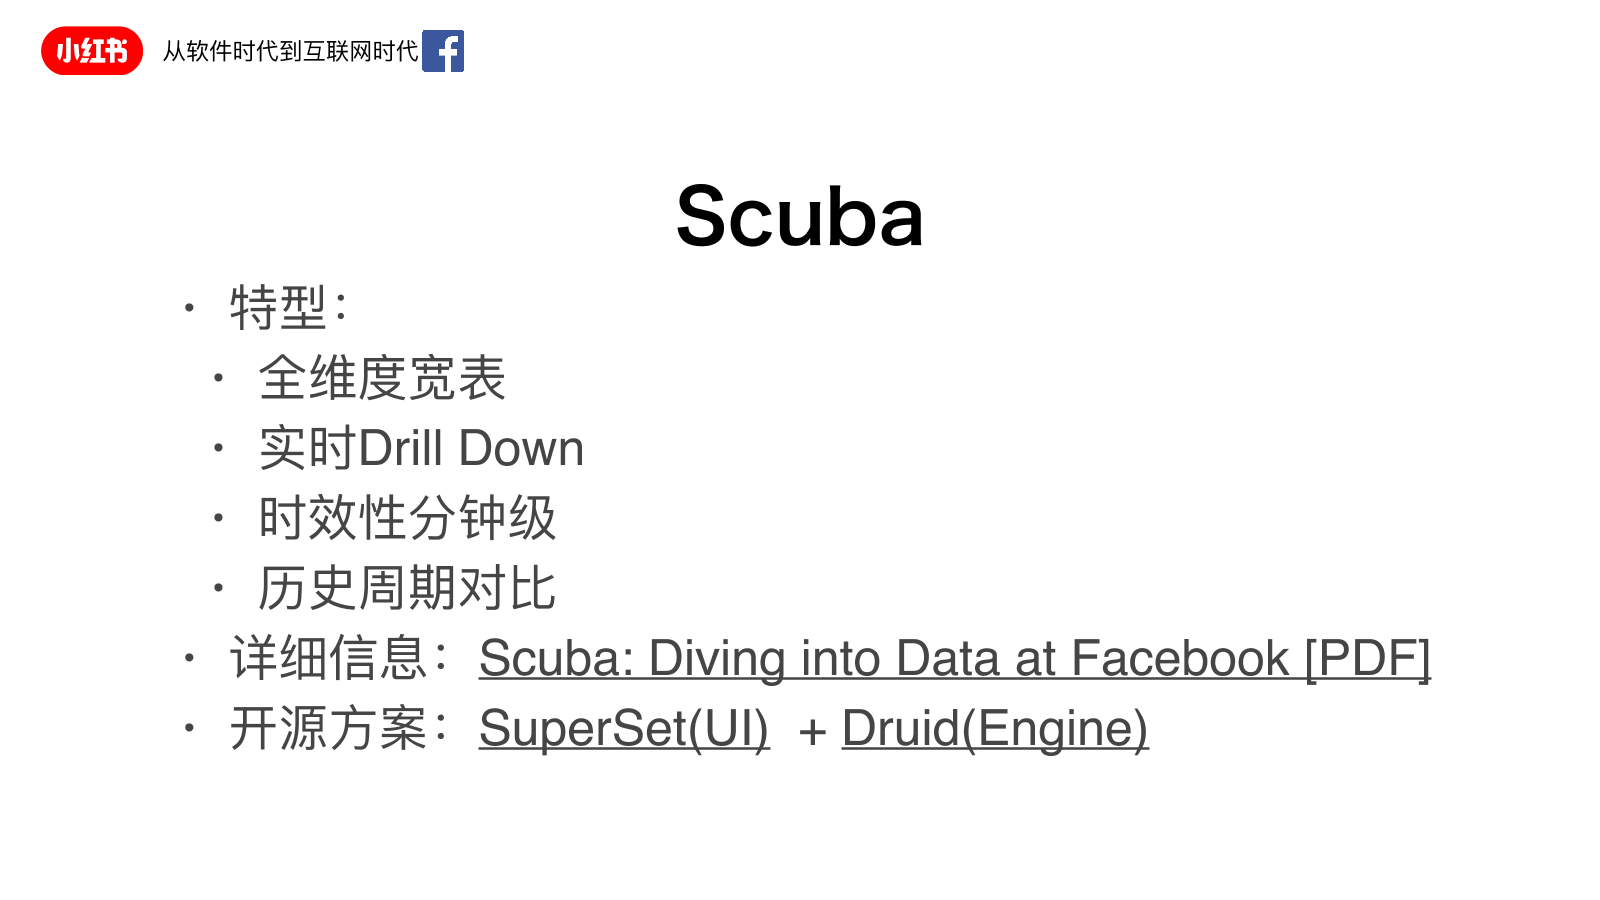 小红书 从软件时代到互联网时代
Scuba
• 特型：
• 全维度宽表
• 实时Drill Down
• 时效性分钟级
• 历史周期对比
• 详细信息：Scuba: Diving into Data at Facebook [PDF]
• 开源方案：SuperSet(UI) + Druid(Engine)